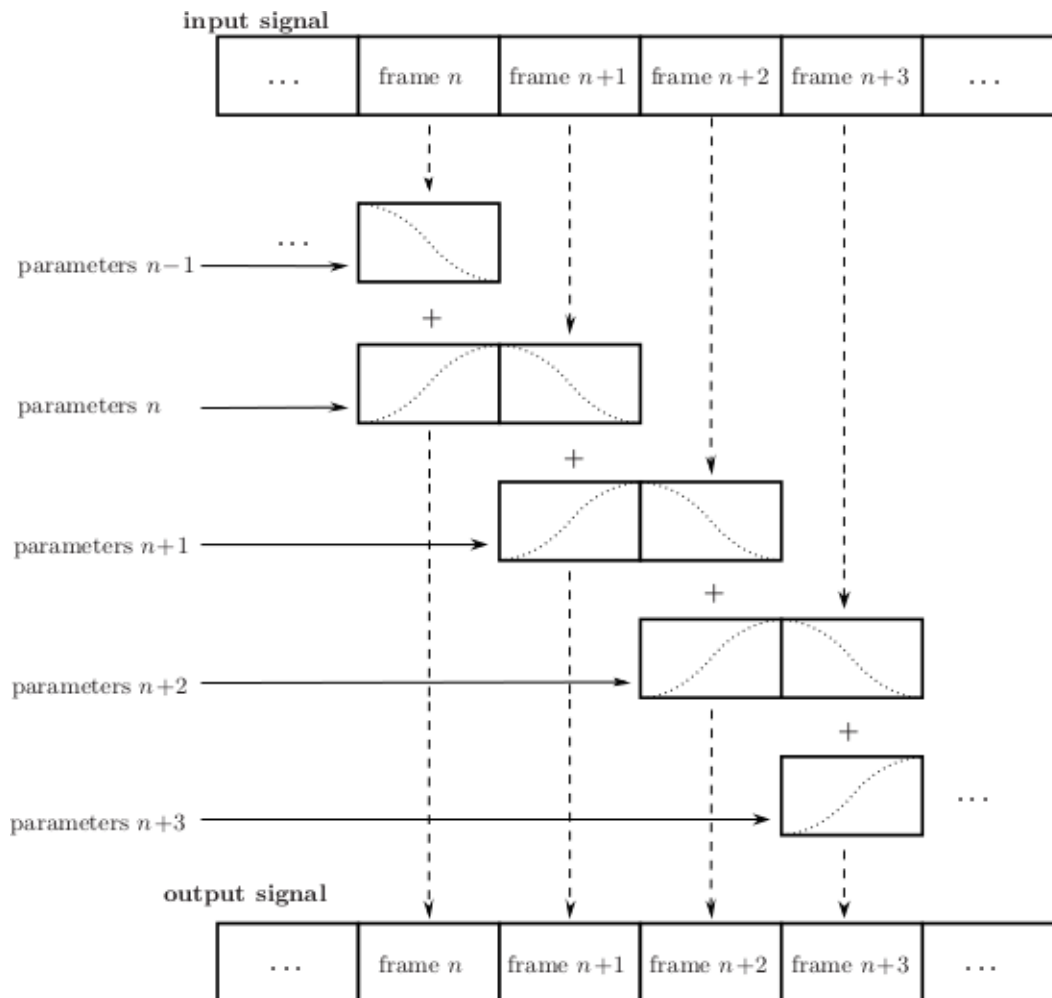 input signal
... frame n frame n+1 frame n+2 frame n+3 ...
...
parameters n−1
+
parameters n
+
parameters n+1
+
parameters n+2
+
...
parameters n+3
output signal
... frame n frame n+1 frame n+2 frame n+3 ...